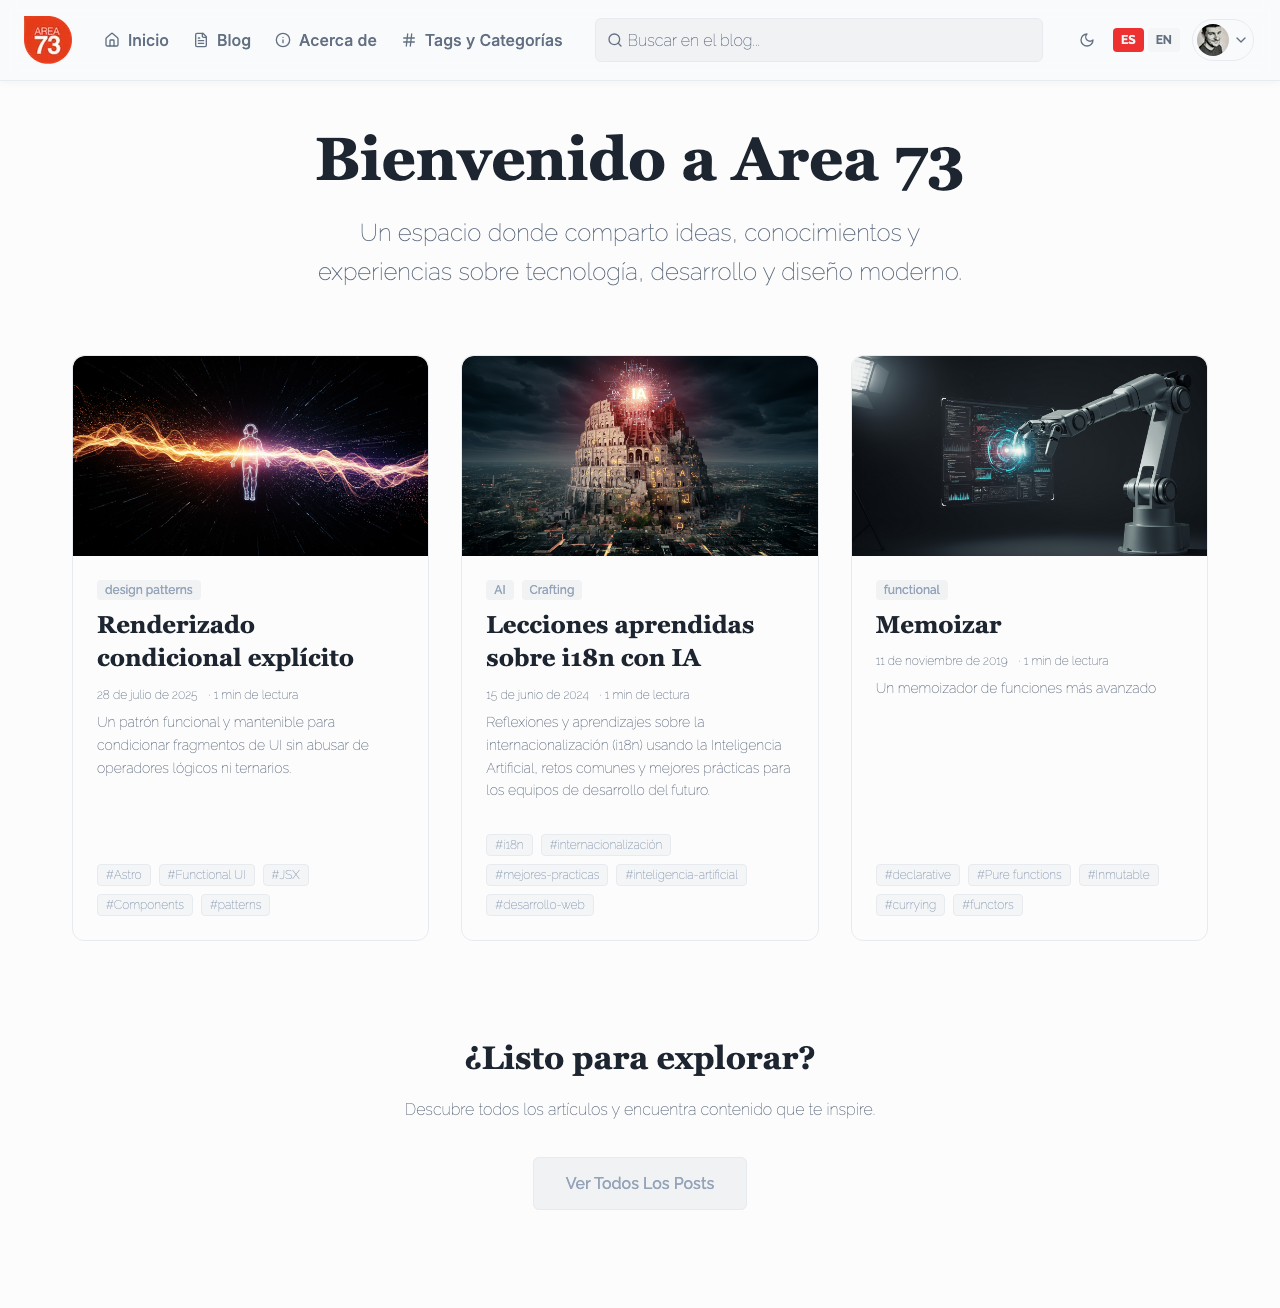 AREA
73
Inicio
Blog
Acerca de
Tags y Categorías
Buscar en el blog...
ES
EN
Bienvenido a Area 73
Un espacio donde comparto ideas, conocimientos y
experiencias sobre tecnología, desarrollo y diseño moderno.
IA
design patterns
Renderizado
condicional explícito
28 de julio de 2025 · 1 min de lectura
Un patrón funcional y mantenible para
condicionar fragmentos de UI sin abusar de
operadores lógicos ni ternarios.
#Astro #Functional UI #JSX
#Components #patterns
AI Crafting
Lecciones aprendidas
sobre i18n con IA
15 de junio de 2024 · 1 min de lectura
Reflexiones y aprendizajes sobre la
internacionalización (i18n) usando la Inteligencia
Artificial, retos comunes y mejores prácticas para
los equipos de desarrollo del futuro.
#i18n #internacionalización
#mejores-practicas #inteligencia-artificial
#desarrollo-web
functional
Memoizar
11 de noviembre de 2019 · 1 min de lectura
Un memoizador de funciones más avanzado
#declarative #Pure functions #Inmutable
#currying #functors
¿Listo para explorar?
Descubre todos los artículos y encuentra contenido que te inspire.
Ver Todos Los Posts